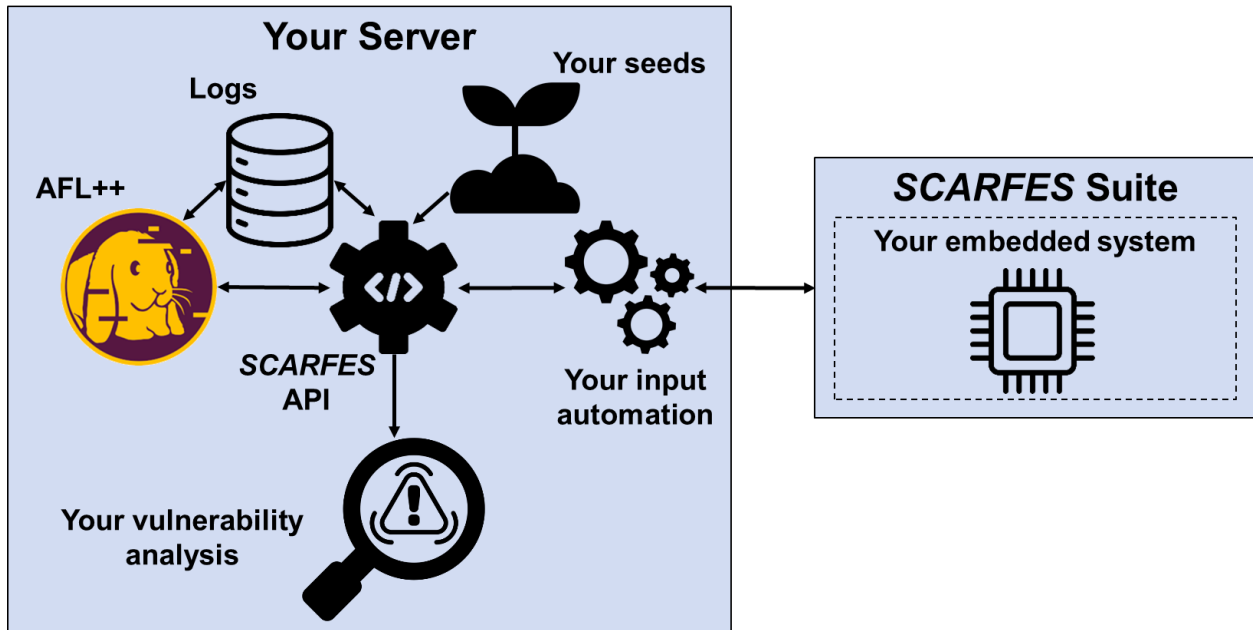 Your Server
Your seeds
Logs
AFL++
</>
SCARFES
API
Your input
automation
Your vulnerability
analysis
!
SCARFES Suite
Your embedded system